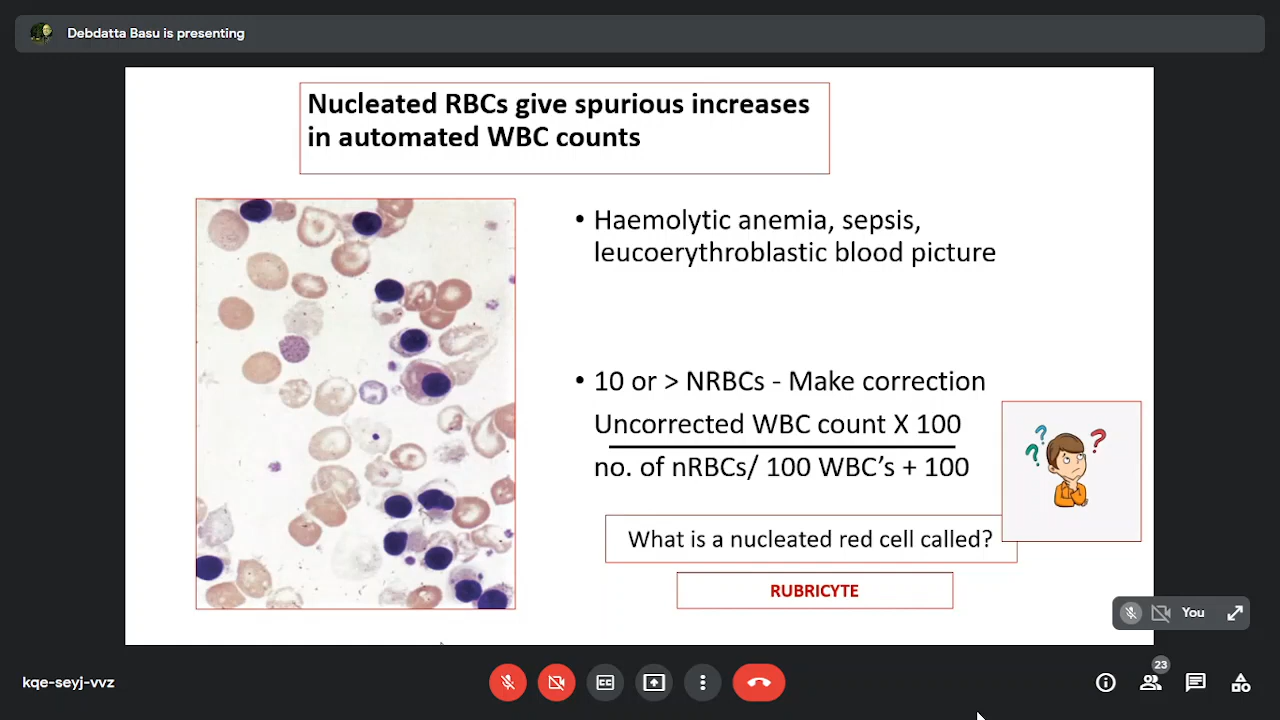 Debdatta Basu is presenting
Nucleated RBCs give spurious increases
in automated WBC counts
• Haemolytic anemia, sepsis,
leucoerythroblastic blood picture
• 10 or > NRBCs - Make correction
Uncorrected WBC count X 100
no. of nRBCs/ 100 WBC’s + 100
What is a nucleated red cell called?
RUBRICYTE
You
kqe-seyj-vvz
CC
23